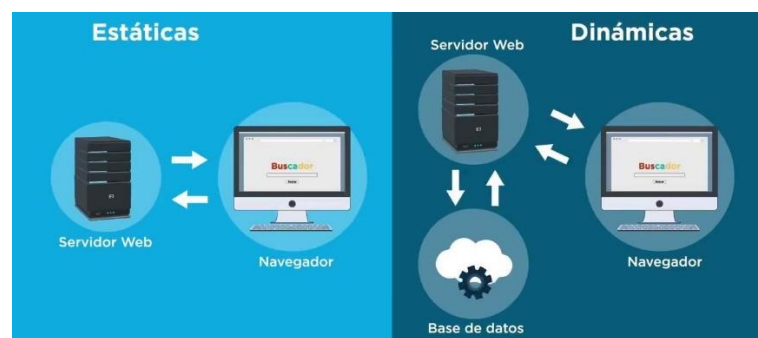 Estáticas
Servidor Web
Buscador
Navegador
Dinámicas
Servidor Web
Buscador
Navegador
Base de datos